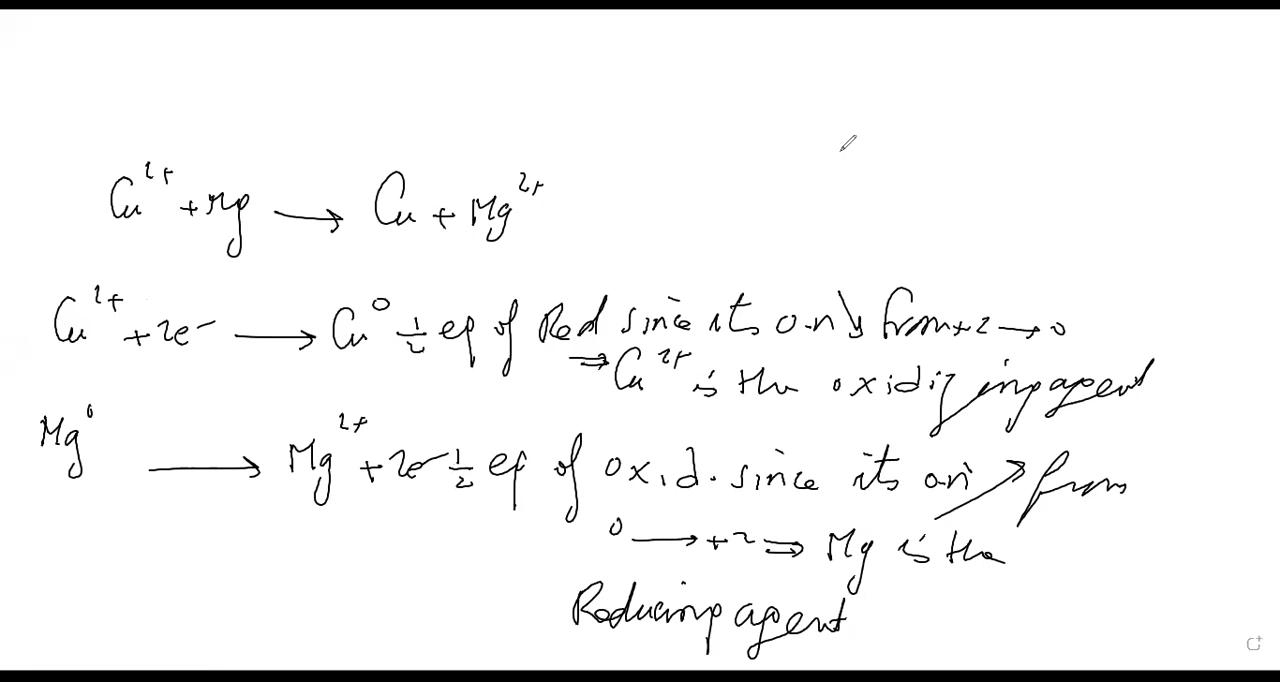 Cu²⁺ + Mg → Cu + Mg²⁺
Cu²⁺ + 2e⁻ → Cu⁰ ½ eq of Red since its o.n ↘ from +2 → 0
⇒ Cu²⁺ is the oxidizing agent
Mg⁰ → Mg²⁺ + 2e⁻ ½ eq of oxid. since its o.n ↗ from
0 → +2 ⇒ Mg is the
Reducing agent